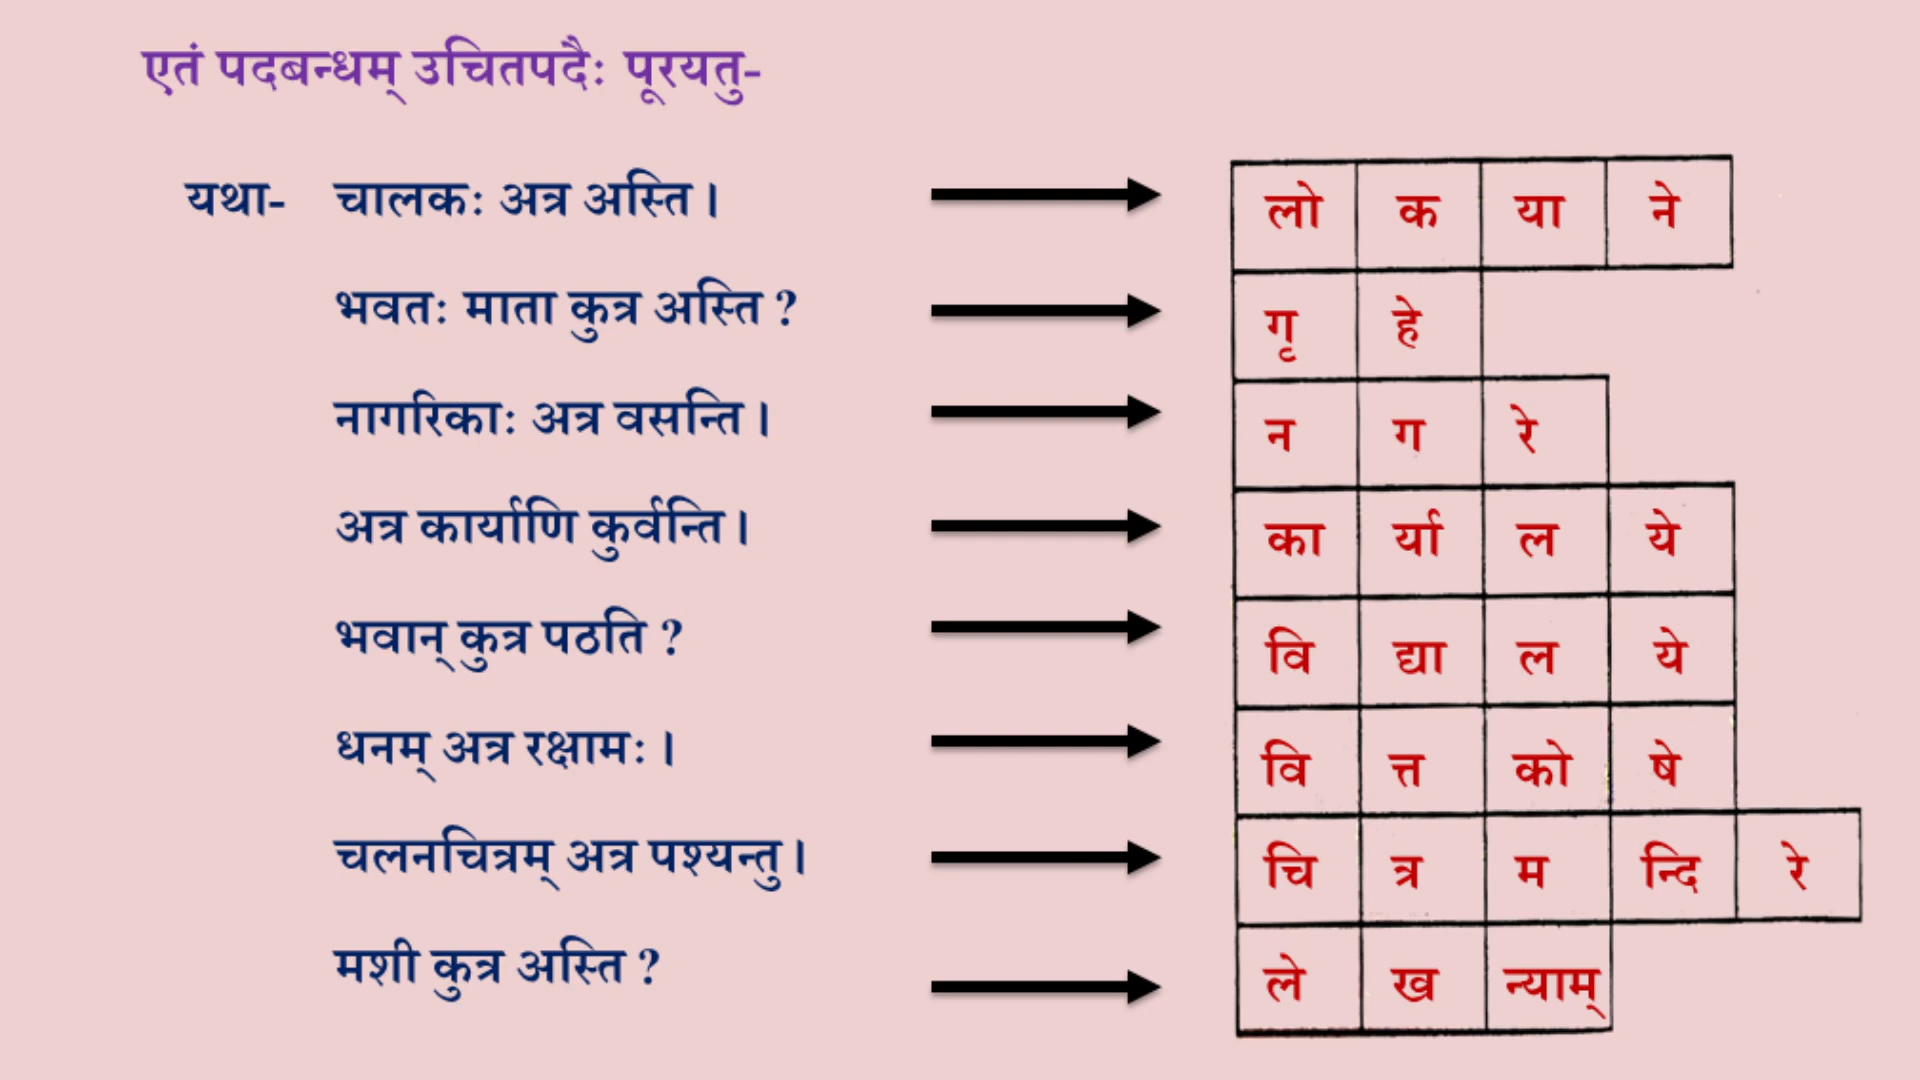 एतं पदबन्धम् उचितपदैः पूरयतु-
यथा- चालकः अत्र अस्ति। लो क या ने
भवतः माता कुत्र अस्ति ? गृ हे
नागरिकाः अत्र वसन्ति। न ग रे
अत्र कार्याणि कुर्वन्ति। का र्या ल ये
भवान् कुत्र पठति ? वि द्या ल ये
धनम् अत्र रक्षामः। वि त्त को षे
चलनचित्रम् अत्र पश्यन्तु। चि त्र म न्दि रे
मशी कुत्र अस्ति ? ले ख न्याम्